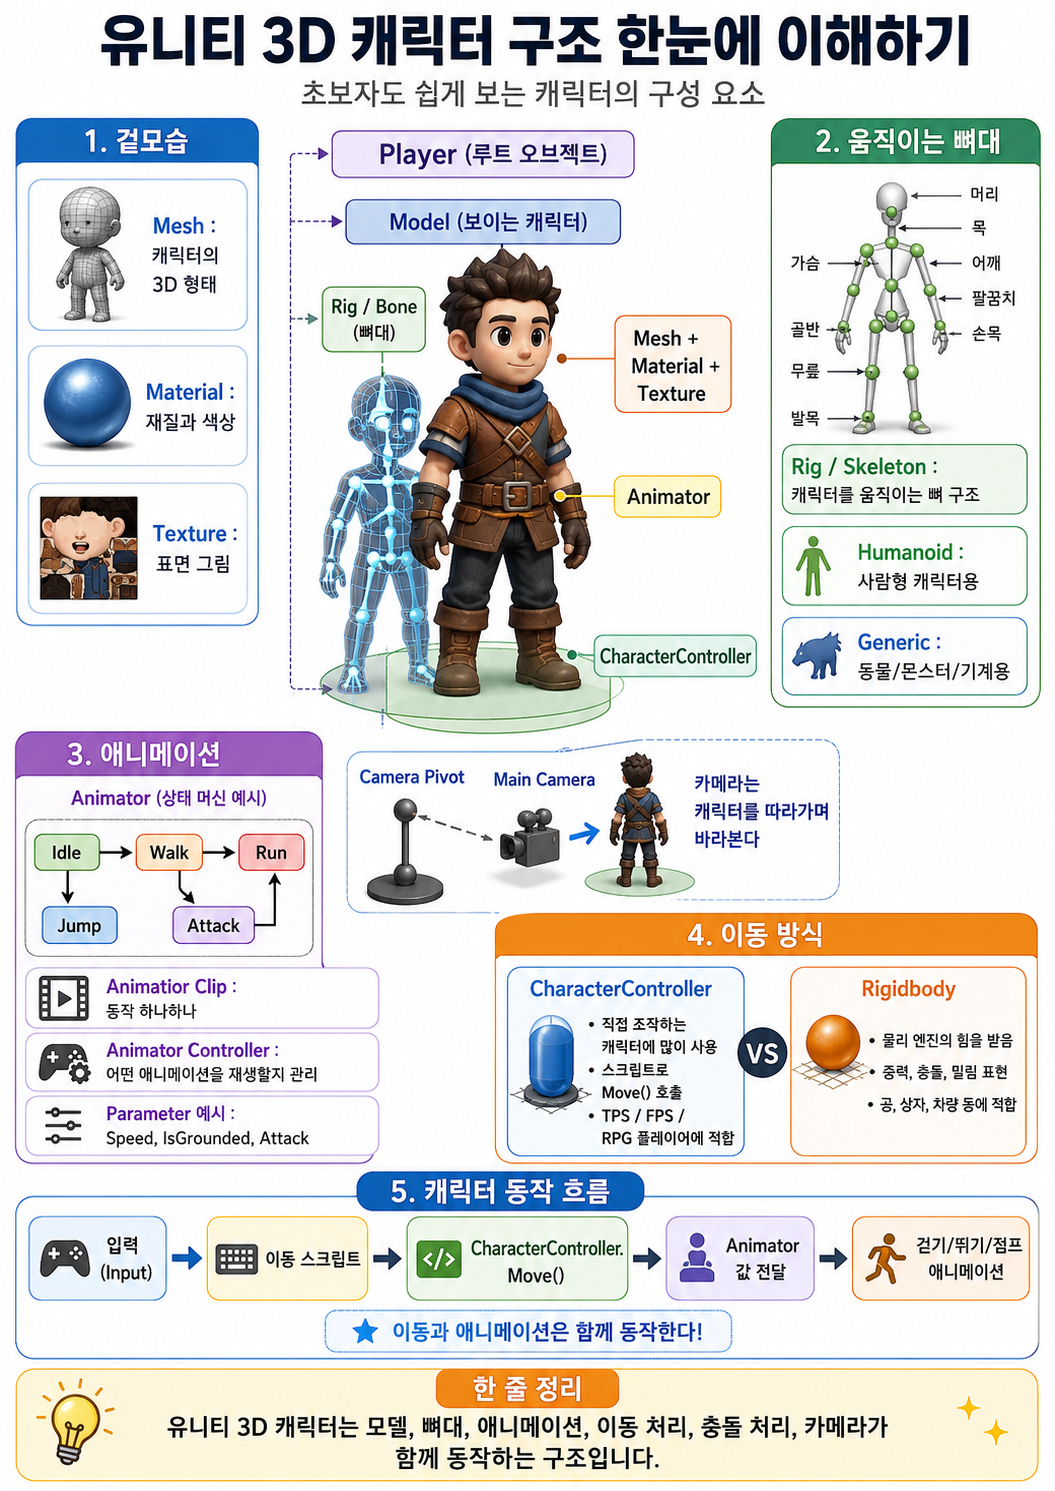 유니티 3D 캐릭터 구조 한눈에 이해하기
초보자도 쉽게 보는 캐릭터의 구성 요소
1. 겉모습
Mesh :
캐릭터의
3D 형태
Material :
재질과 색상
Texture :
표면 그림
Player (루트 오브젝트)
Model (보이는 캐릭터)
Rig / Bone
(뼈대)
Mesh +
Material +
Texture
Animator
CharacterController
2. 움직이는 뼈대
머리
목
가슴
어깨
팔꿈치
골반
손목
무릎
발목
Rig / Skeleton :
캐릭터를 움직이는 뼈 구조
Humanoid :
사람형 캐릭터용
Generic :
동물/몬스터/기계용
3. 애니메이션
Animator (상태 머신 예시)
Idle
Walk
Run
Jump
Attack
Animatior Clip :
동작 하나하나
Animator Controller :
어떤 애니메이션을 재생할지 관리
Parameter 예시 :
Speed, IsGrounded, Attack
Camera Pivot
Main Camera
카메라는
캐릭터를 따라가며
바라본다
4. 이동 방식
CharacterController
• 직접 조작하는
캐릭터에 많이 사용
• 스크립트로
Move() 호출
• TPS / FPS /
RPG 플레이어에 적합
VS
Rigidbody
• 물리 엔진의 힘을 받음
• 중력, 충돌, 밀림 표현
• 공, 상자, 차량 등에 적합
5. 캐릭터 동작 흐름
입력
(Input)
이동 스크립트
</>
CharacterController.
Move()
Animator
값 전달
걷기/뛰기/점프
애니메이션
이동과 애니메이션은 함께 동작한다!
한 줄 정리
유니티 3D 캐릭터는 모델, 뼈대, 애니메이션, 이동 처리, 충돌 처리, 카메라가
함께 동작하는 구조입니다.